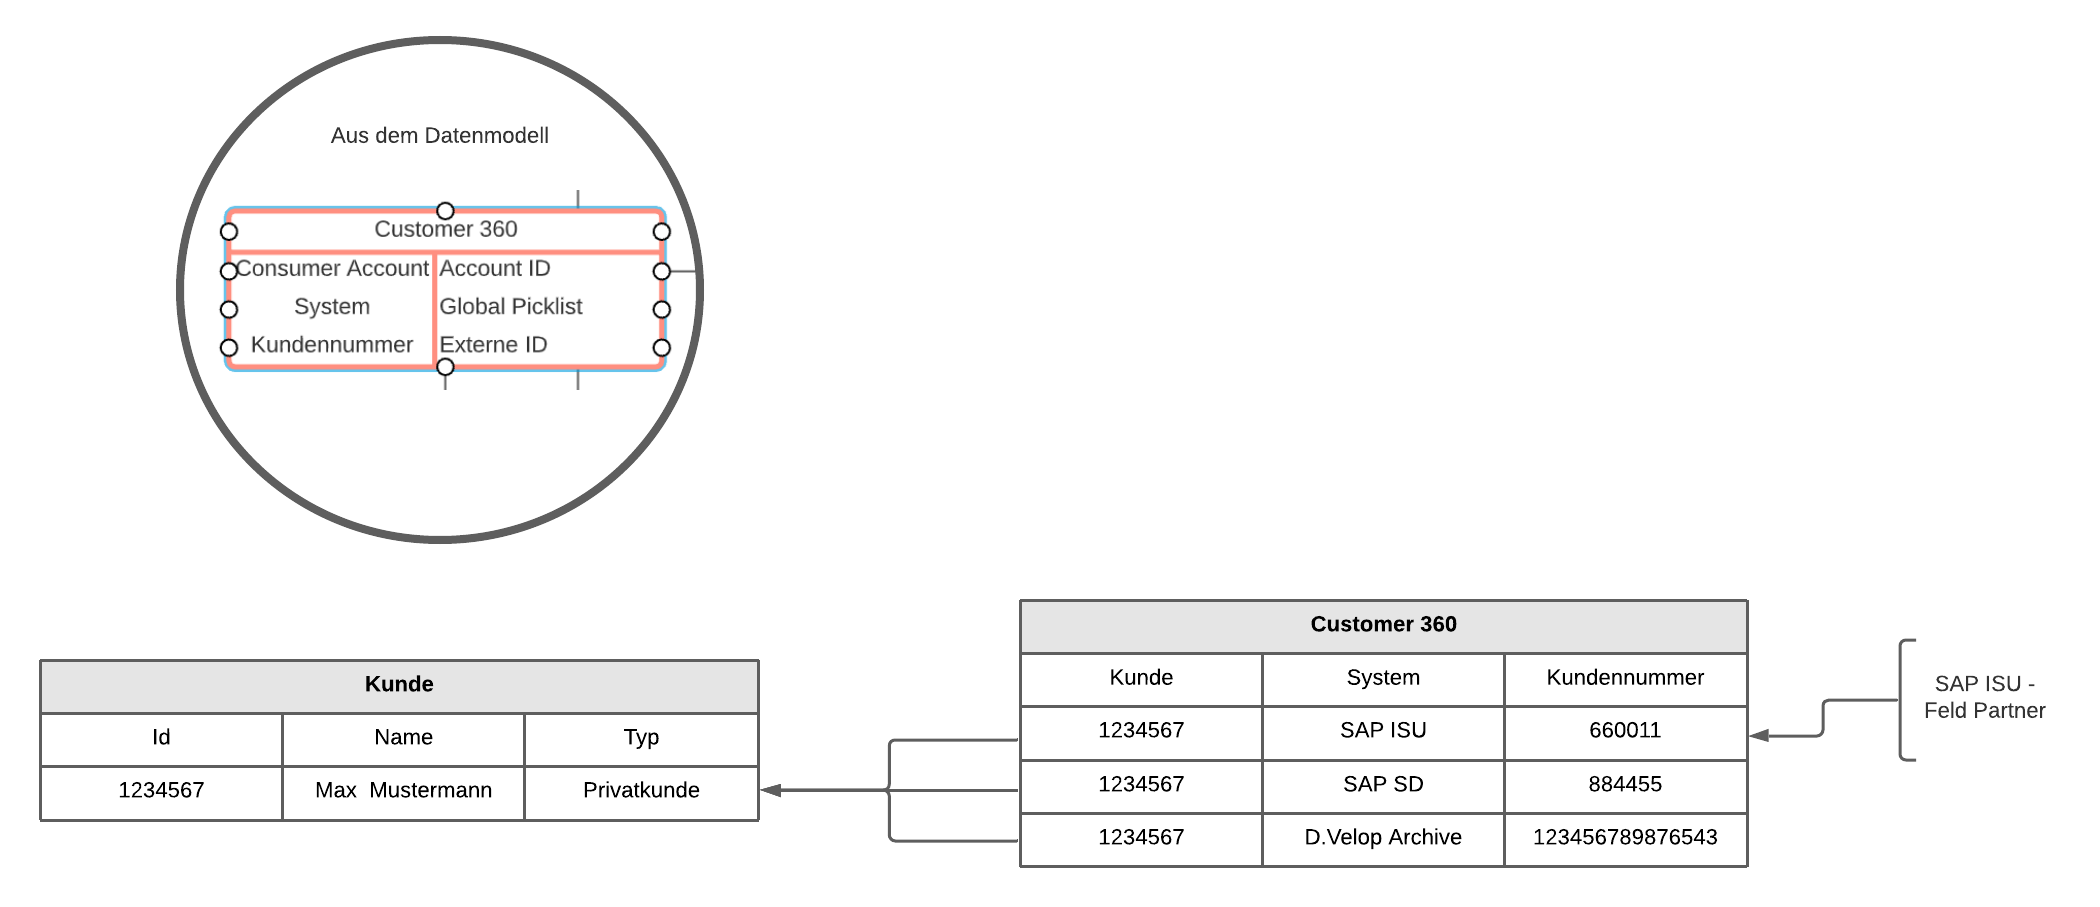 Aus dem Datenmodell
Customer 360
Consumer Account Account ID
System Global Picklist
Kundennummer Externe ID
Customer 360
Kunde System Kundennummer
1234567 SAP ISU 660011
1234567 SAP SD 884455
1234567 D.Velop Archive 123456789876543
SAP ISU -
Feld Partner
Kunde
Id Name Typ
1234567 Max Mustermann Privatkunde